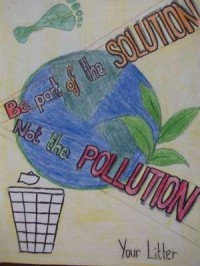 Be part of the SOLUTION
Not the POLLUTION
Your Litter